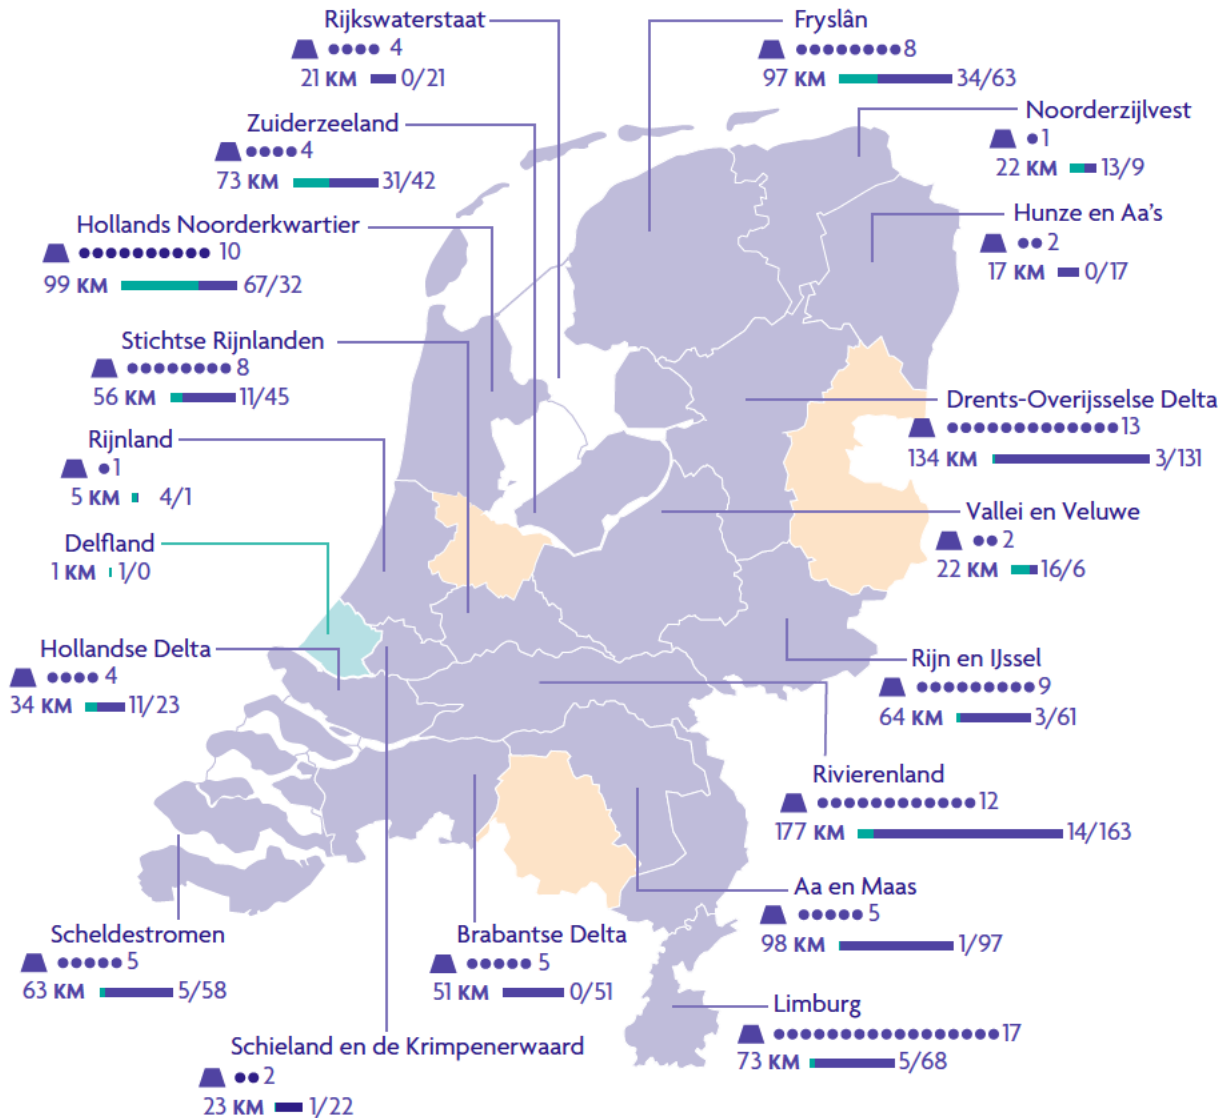 Rijkswaterstaat
4
21 KM 0/21
Fryslân
8
97 KM 34/63
Zuiderzeeland
4
73 KM 31/42
Noorderzijlvest
1
22 KM 13/9
Hollands Noorderkwartier
10
99 KM 67/32
Hunze en Aa's
2
17 KM 0/17
Stichtse Rijnlanden
8
56 KM 11/45
Drents-Overijsselse Delta
13
134 KM 3/131
Rijnland
1
5 KM 4/1
Vallei en Veluwe
2
22 KM 16/6
Delfland
1 KM 1/0
Hollandse Delta
4
34 KM 11/23
Rijn en IJssel
9
64 KM 3/61
Rivierenland
12
177 KM 14/163
Aa en Maas
5
98 KM 1/97
Scheldestromen
5
63 KM 5/58
Brabantse Delta
5
51 KM 0/51
Limburg
17
73 KM 5/68
Schieland en de Krimpenerwaard
2
23 KM 1/22